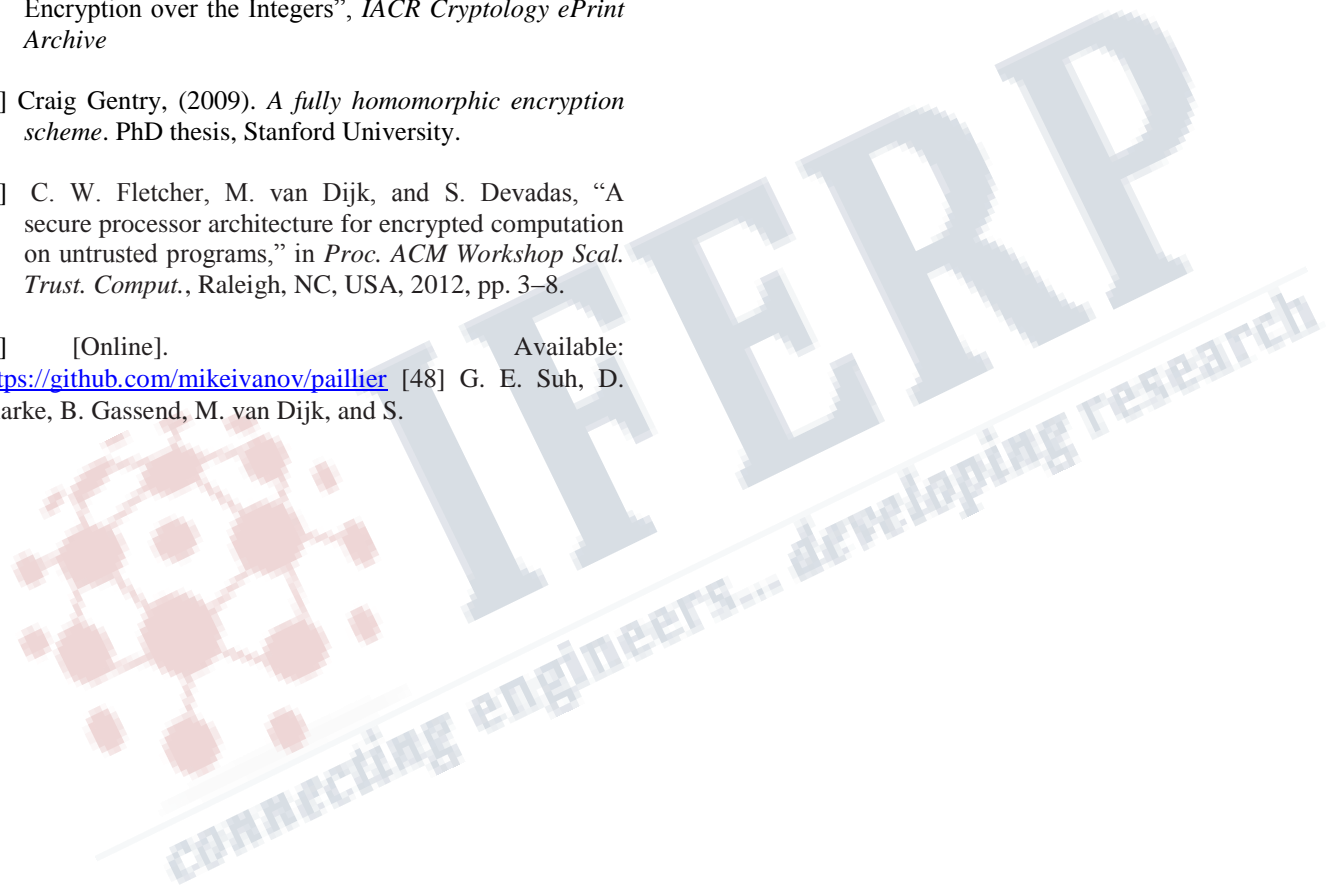 Encryption over the Integers”, IACR Cryptology ePrint
Archive
] Craig Gentry, (2009). A fully homomorphic encryption
scheme. PhD thesis, Stanford University.
] C. W. Fletcher, M. van Dijk, and S. Devadas, “A
secure processor architecture for encrypted computation
on untrusted programs,” in Proc. ACM Workshop Scal.
Trust. Comput., Raleigh, NC, USA, 2012, pp. 3–8.
] [Online]. Available:
tps://github.com/mikeivanov/paillier [48] G. E. Suh, D.
arke, B. Gassend, M. van Dijk, and S.
IFERP
connecting engineers... developing research